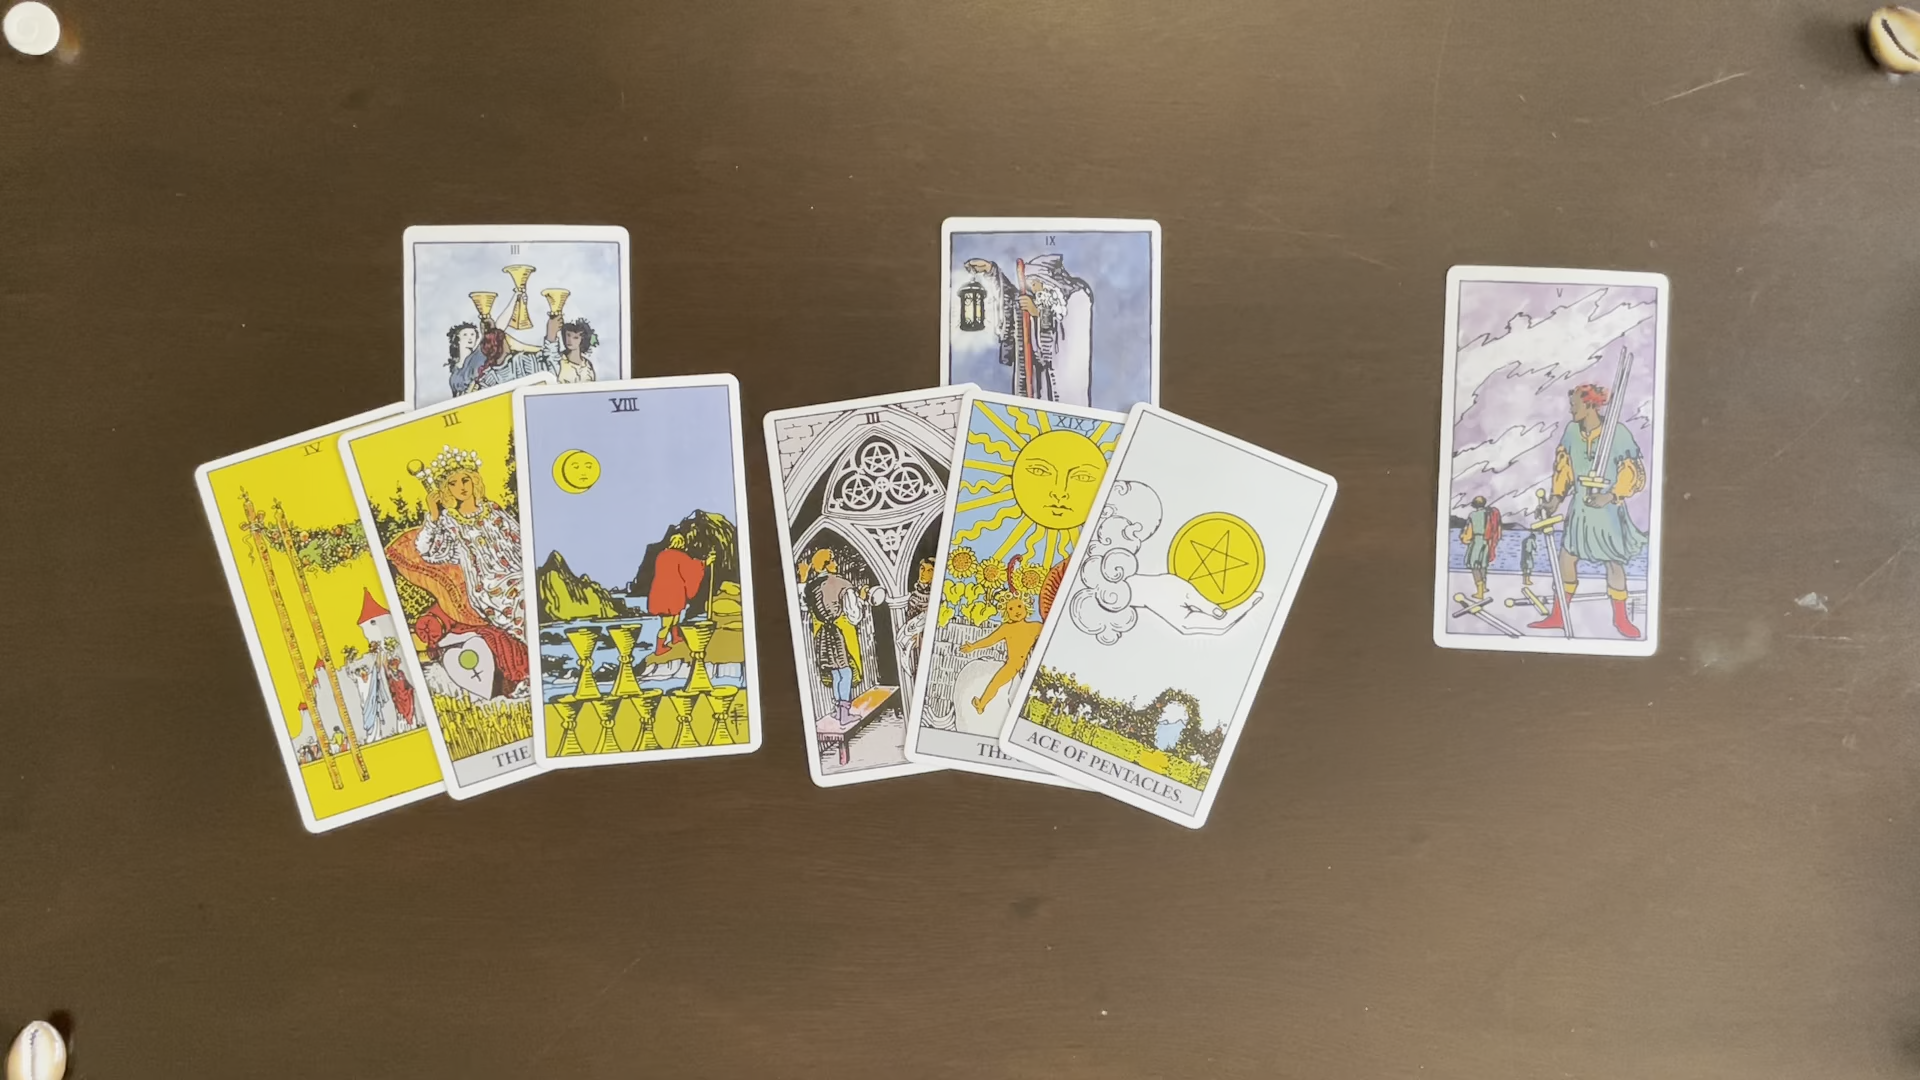 III
IX
V
IV
III
VIII
III
XIX
THE
THE
ACE OF PENTACLES.